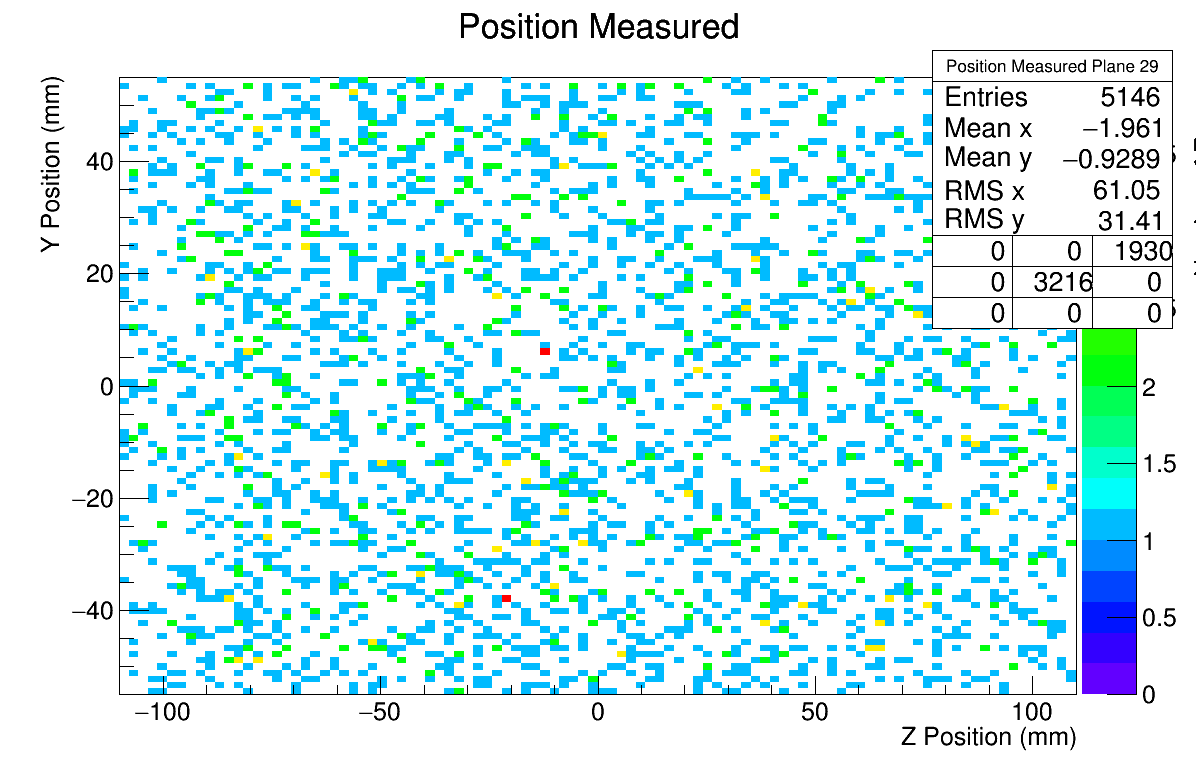 Position Measured
Position Measured Plane 29
Entries 5146
Mean x −1.961
Mean y −0.9289
RMS x 61.05
RMS y 31.41
0 0 1930
0 3216 0
0 0 0
Y Position (mm)
40
20
0
−20
−40
2
1.5
1
0.5
0
−100 −50 0 50 100
Z Position (mm)